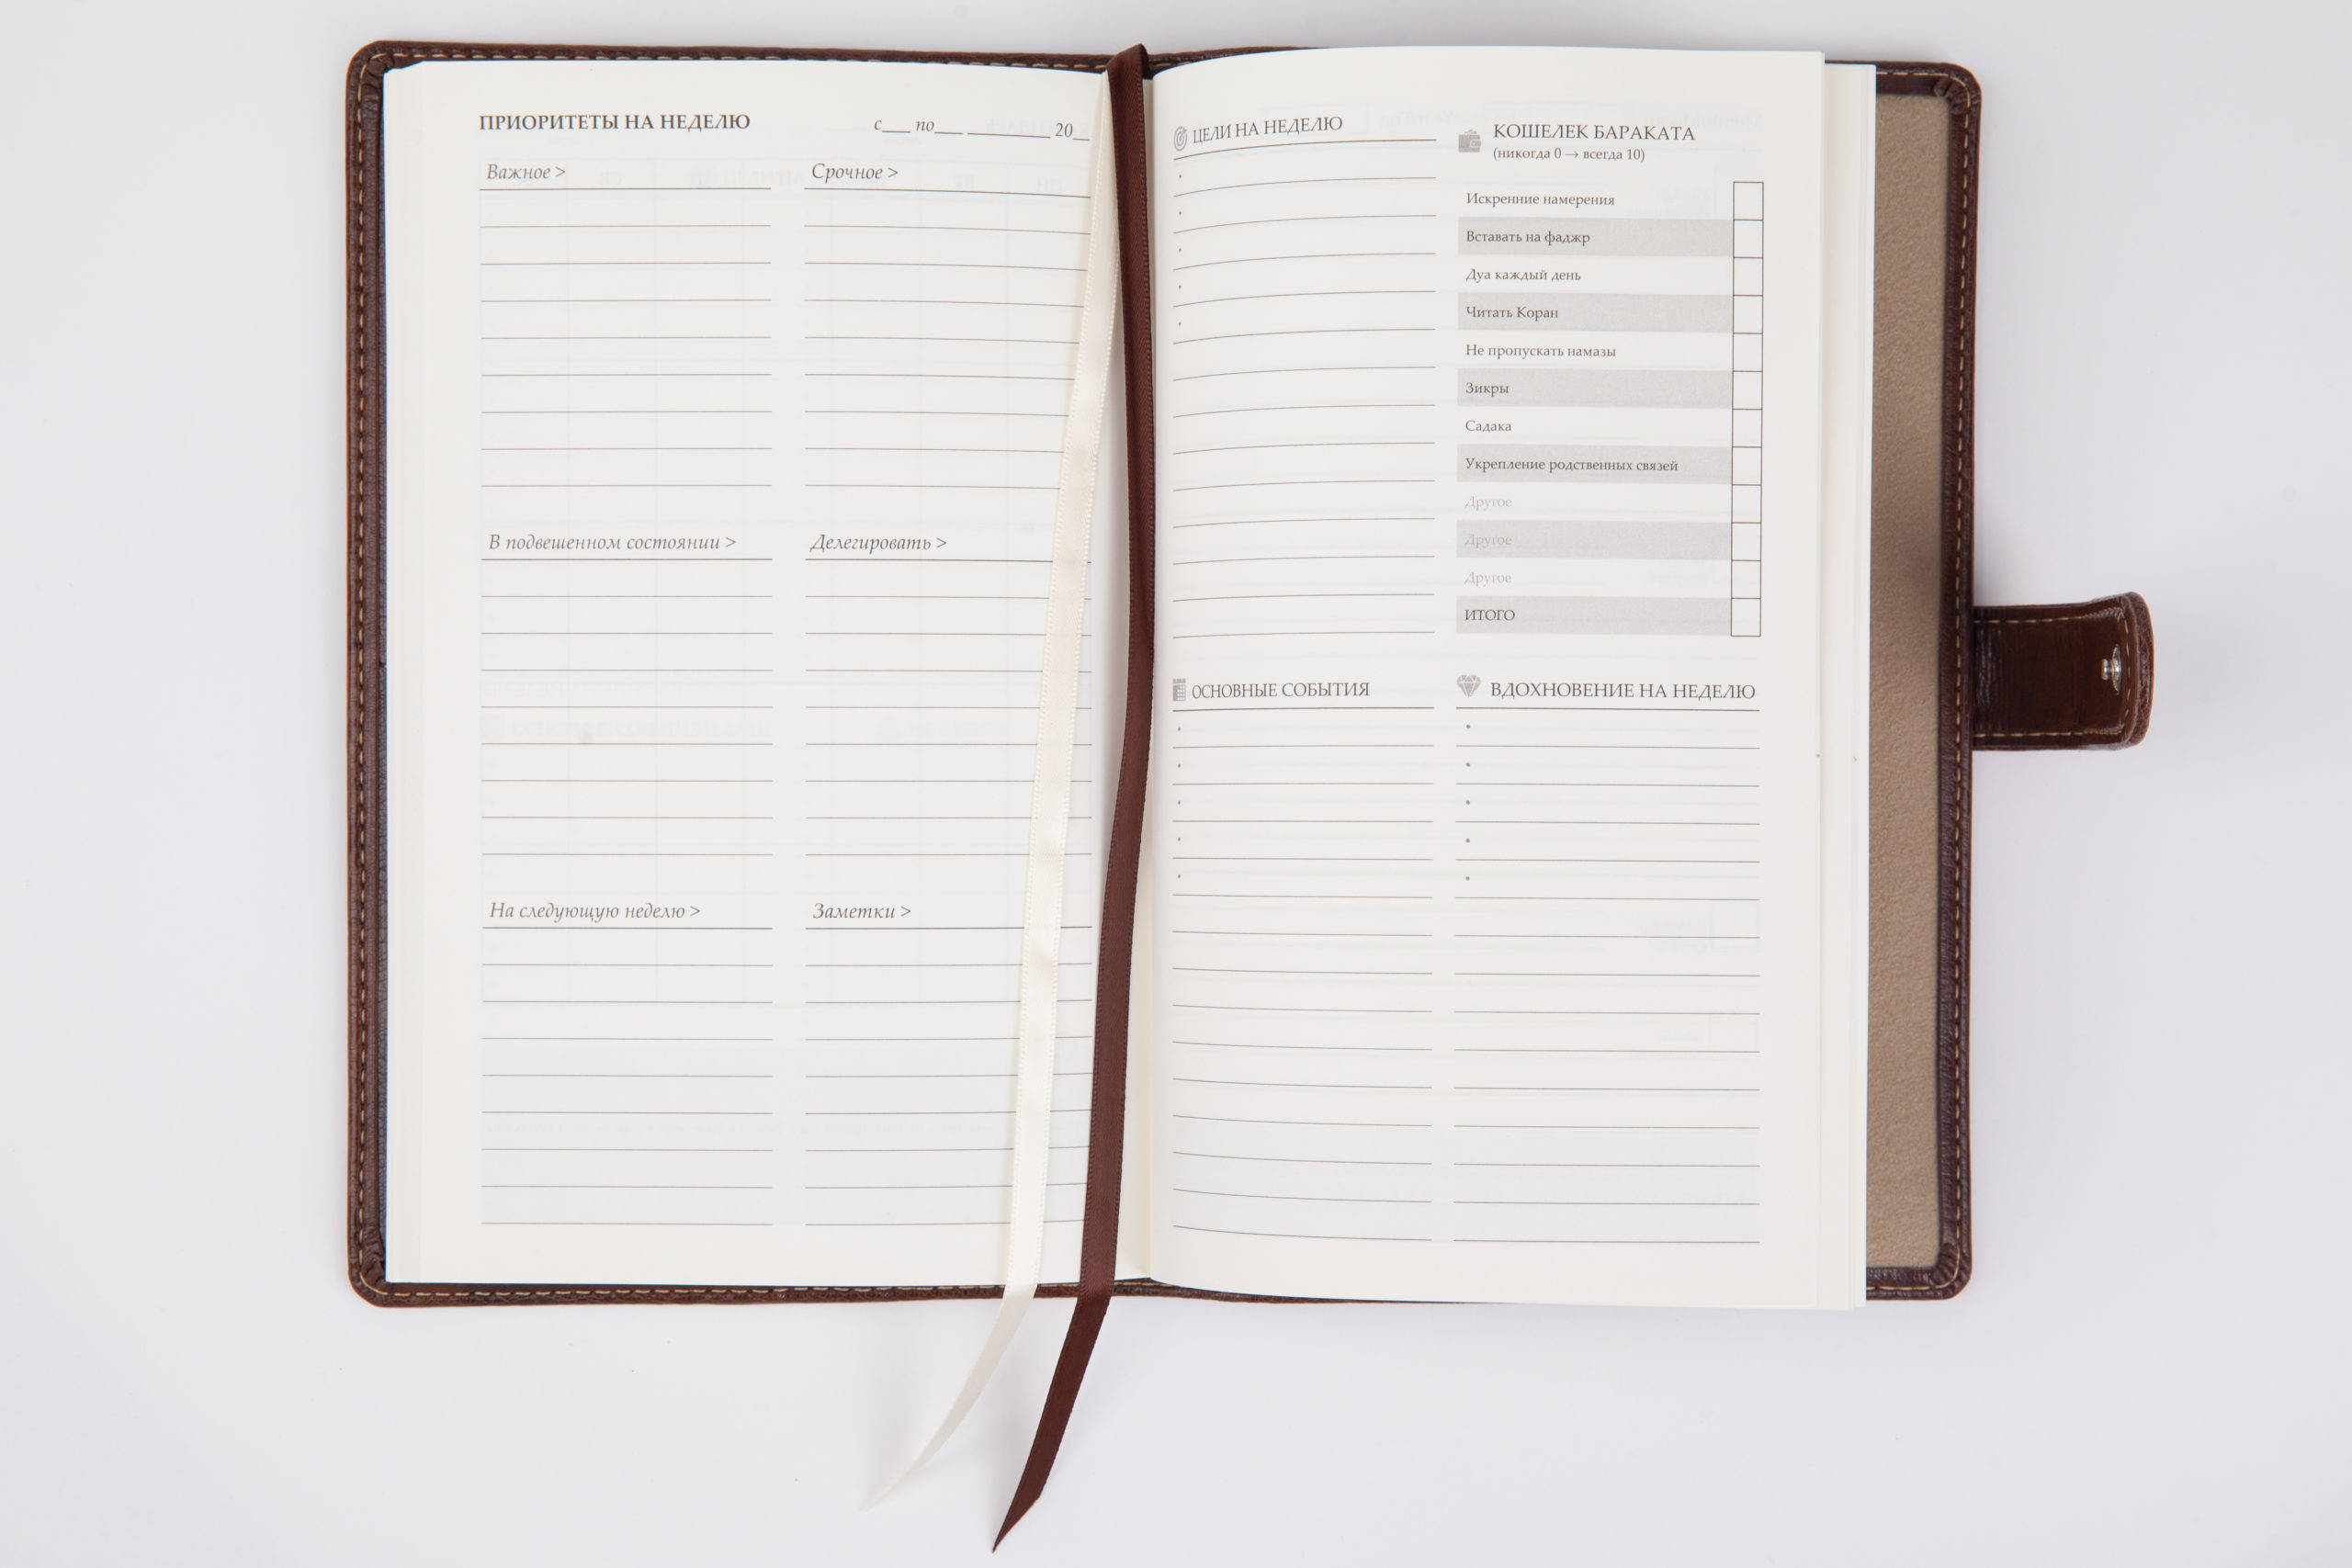 ПРИОРИТЕТЫ НА НЕДЕЛЮ
с___ по___ _________ 20__
Важное >
Срочное >
В подвешенном состоянии >
Делегировать >
На следующую неделю >
Заметки >
ЦЕЛИ НА НЕДЕЛЮ
КОШЕЛЕК БАРАКАТА
(никогда 0 → всегда 10)
Искренние намерения
Вставать на фаджр
Дуа каждый день
Читать Коран
Не пропускать намазы
Зикры
Садака
Укрепление родственных связей
Другое
Другое
Другое
ИТОГО
ОСНОВНЫЕ СОБЫТИЯ
ВДОХНОВЕНИЕ НА НЕДЕЛЮ